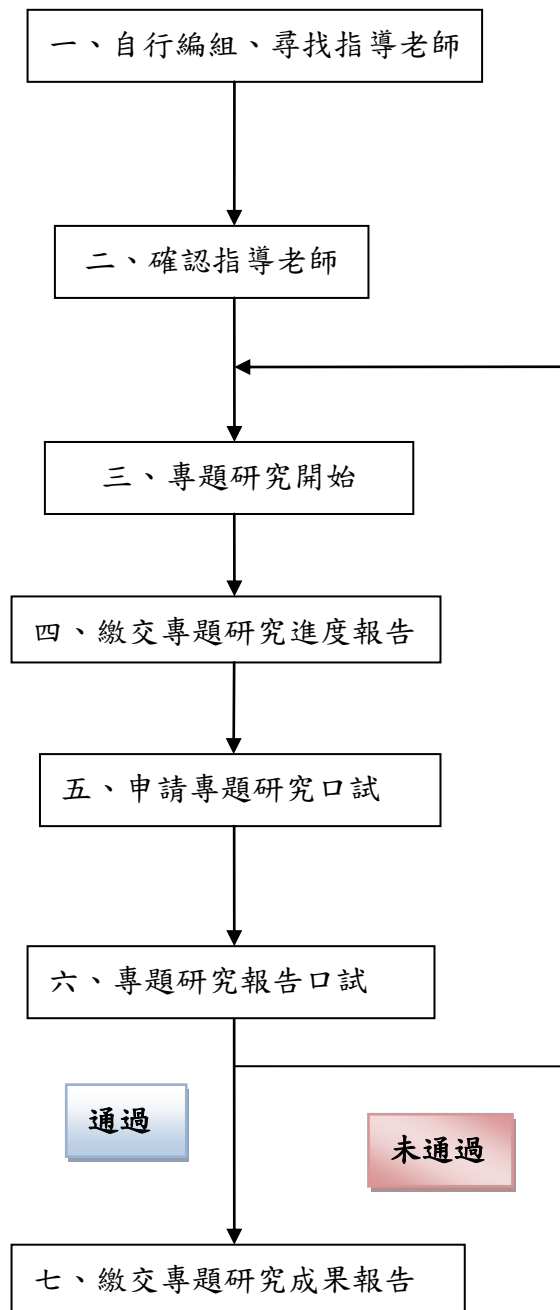 一、自行編組、尋找指導老師
二、確認指導老師
三、專題研究開始
四、繳交專題研究進度報告
五、申請專題研究口試
六、專題研究報告口試
通過
未通過
七、繳交專題研究成果報告